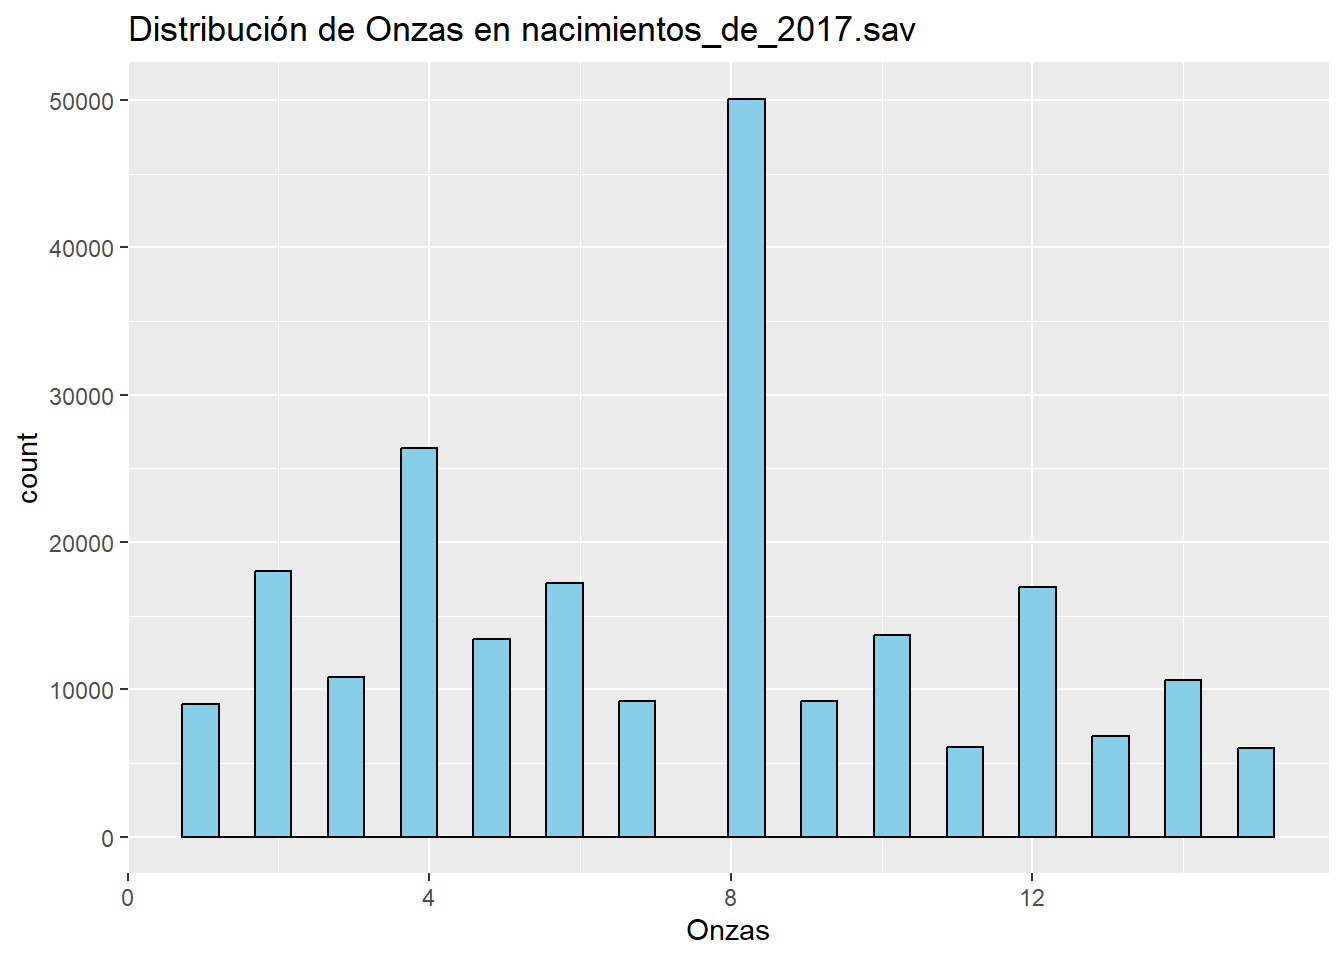 Distribución de Onzas en nacimientos_de_2017.sav
50000
40000
30000
20000
10000
0
count
0 4 8 12
Onzas